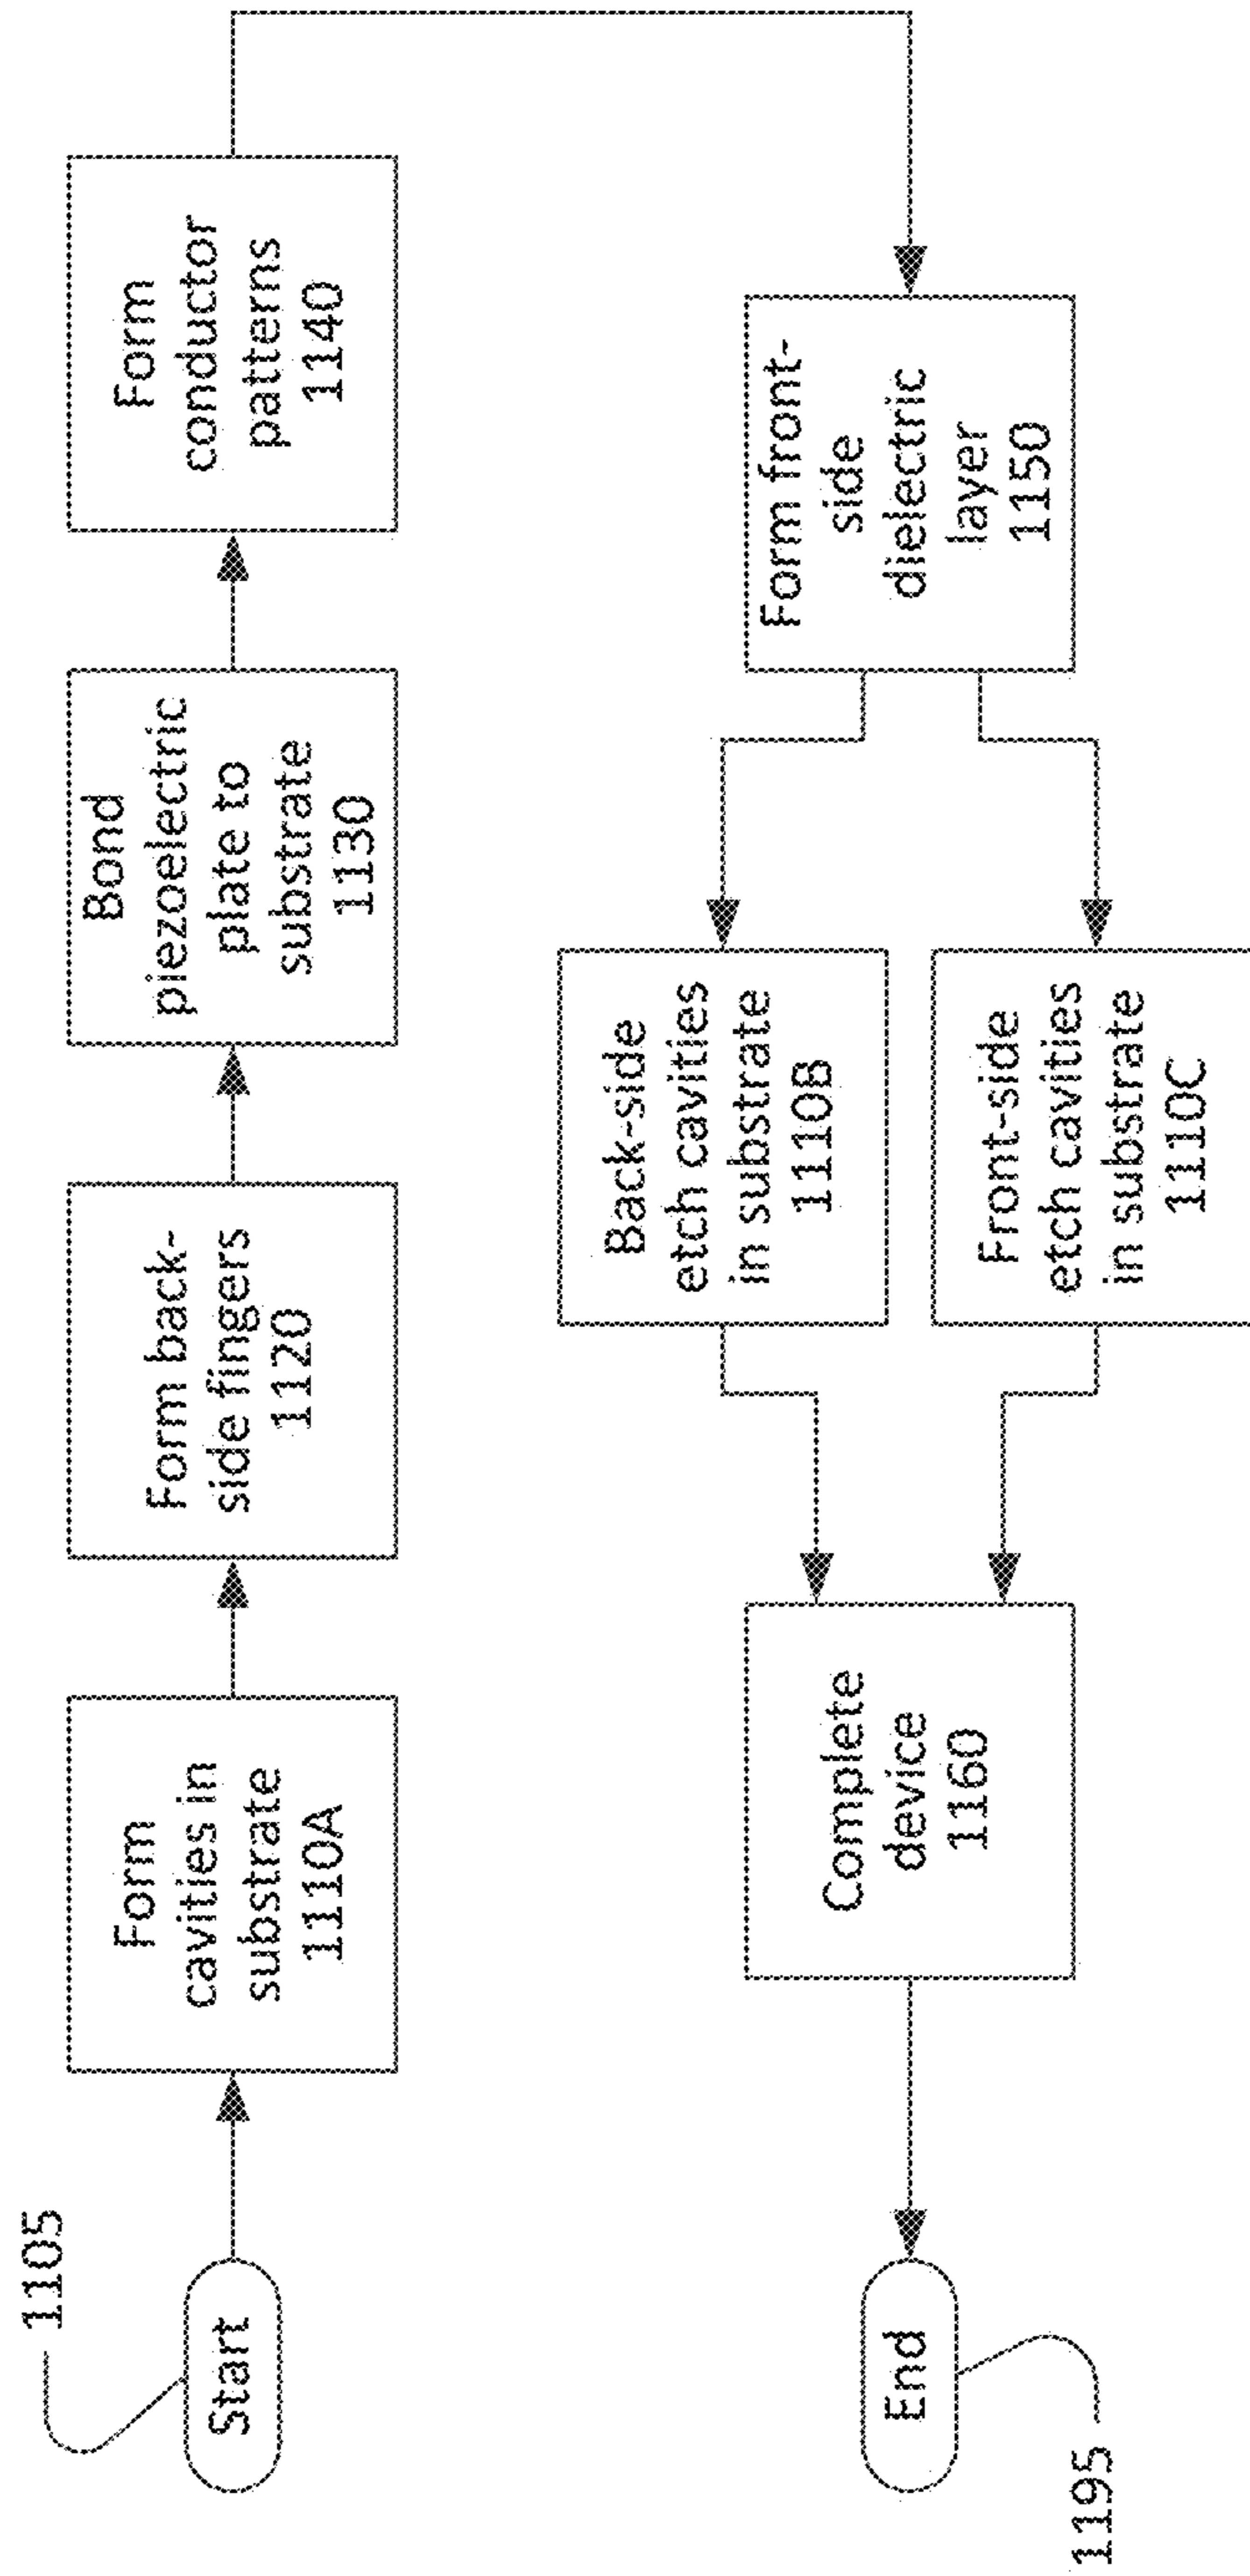 1105
Start
Form
cavities in
substrate
1110A
Form back-
side fingers
1120
Bond
piezoelectric
plate to
substrate
1130
Form
conductor
patterns
1140
Form front-
side
dielectric
layer
1150
Back-side
etch cavities
in substrate
1110B
Front-side
etch cavities
in substrate
1110C
Complete
device
1160
End
1195